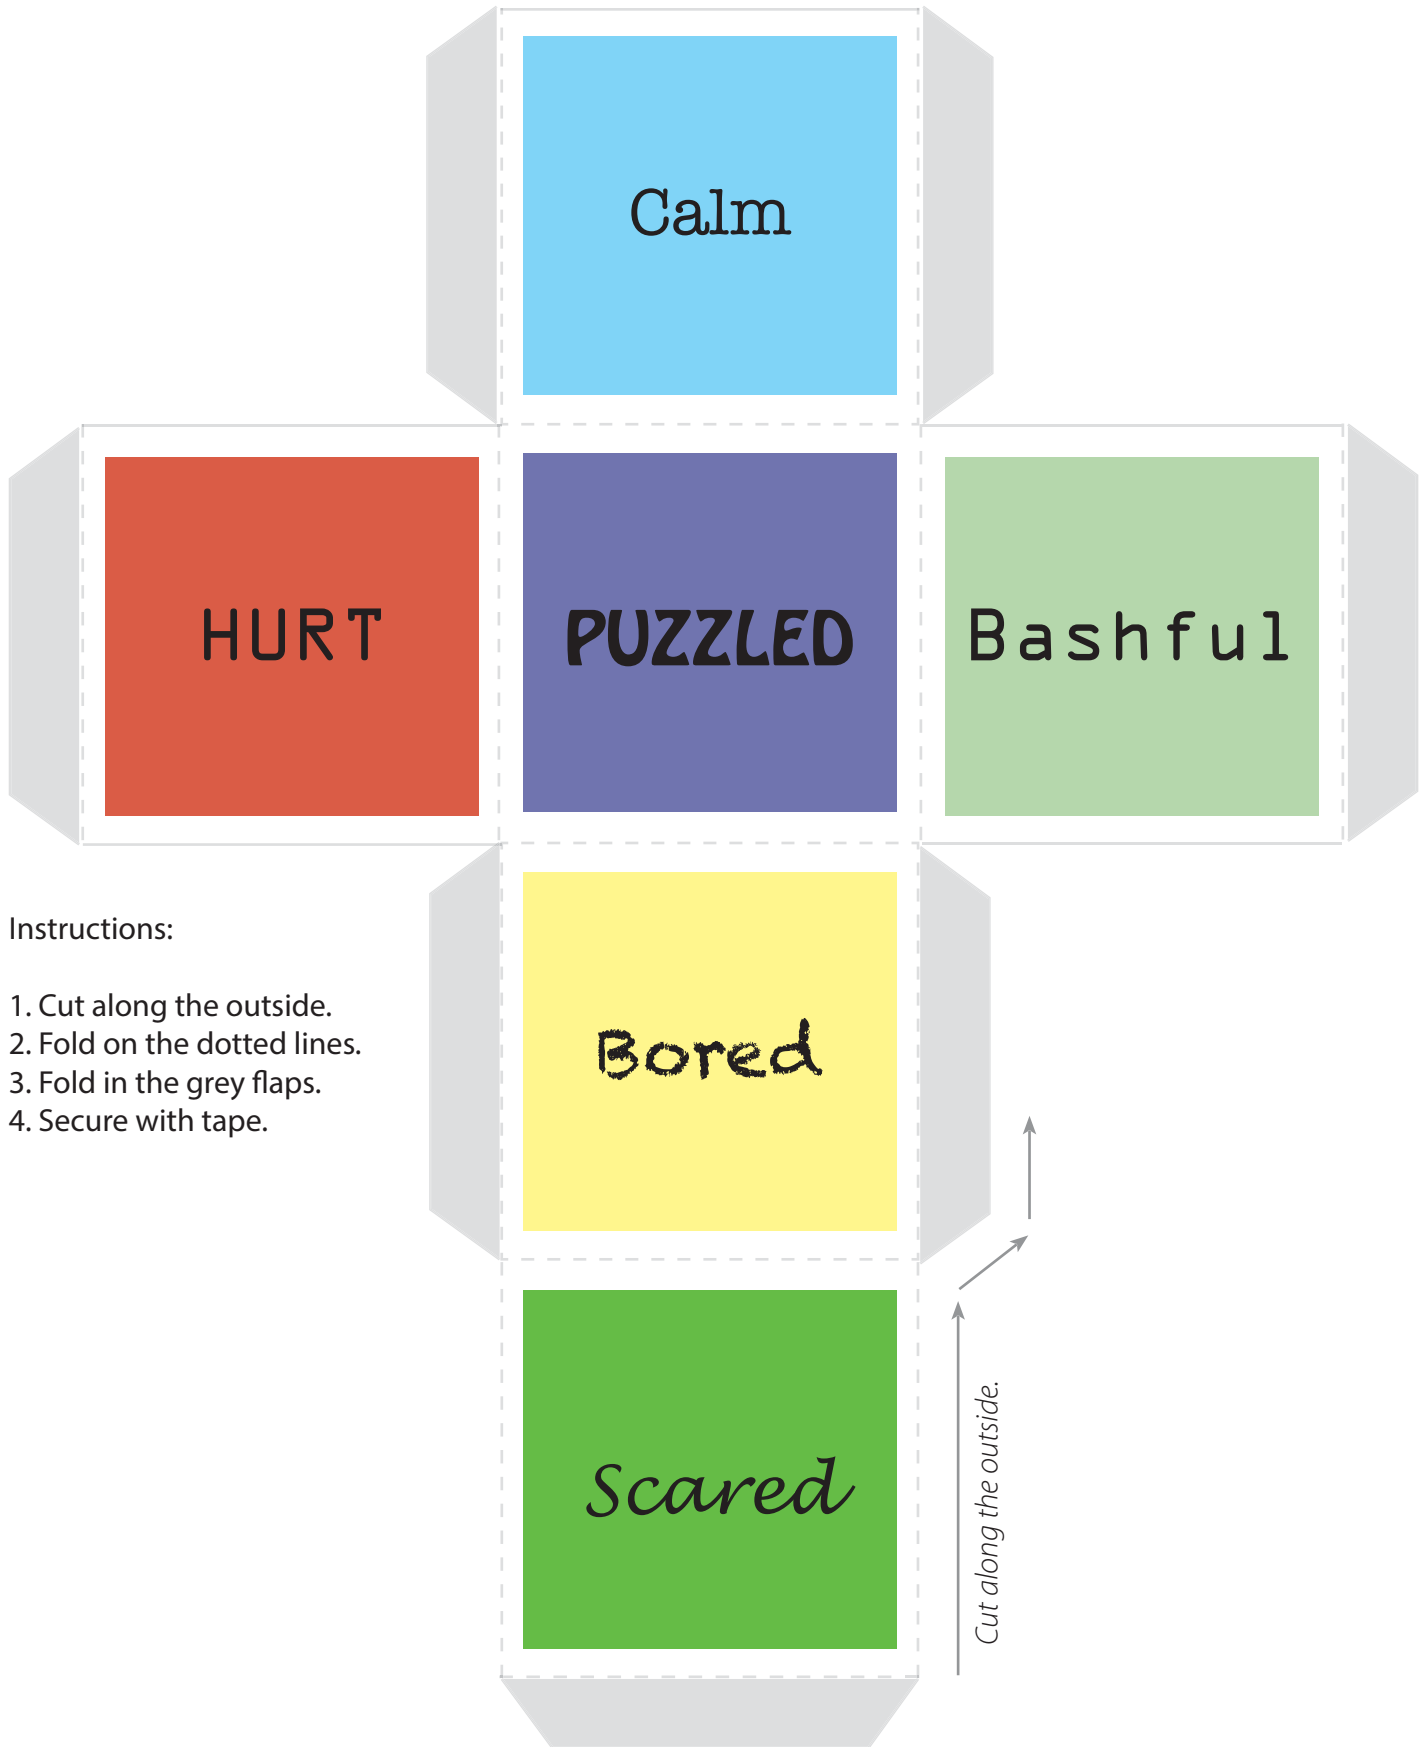 Calm
HURT
PUZZLED
Bashful
Instructions:
1. Cut along the outside.
2. Fold on the dotted lines.
3. Fold in the grey flaps.
4. Secure with tape.
Bored
Scared
Cut along the outside.